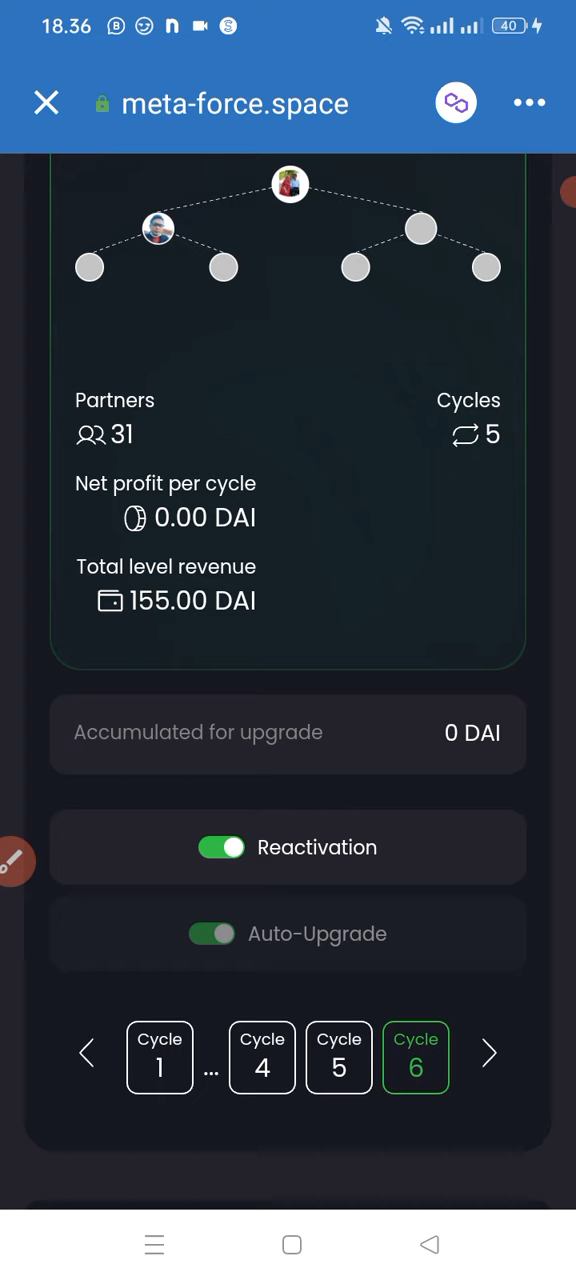 18.36
40
meta-force.space
Partners
Cycles
31
5
Net profit per cycle
0.00 DAI
Total level revenue
155.00 DAI
Accumulated for upgrade
0 DAI
Reactivation
Auto-Upgrade
Cycle Cycle Cycle Cycle
1 ... 4 5 6